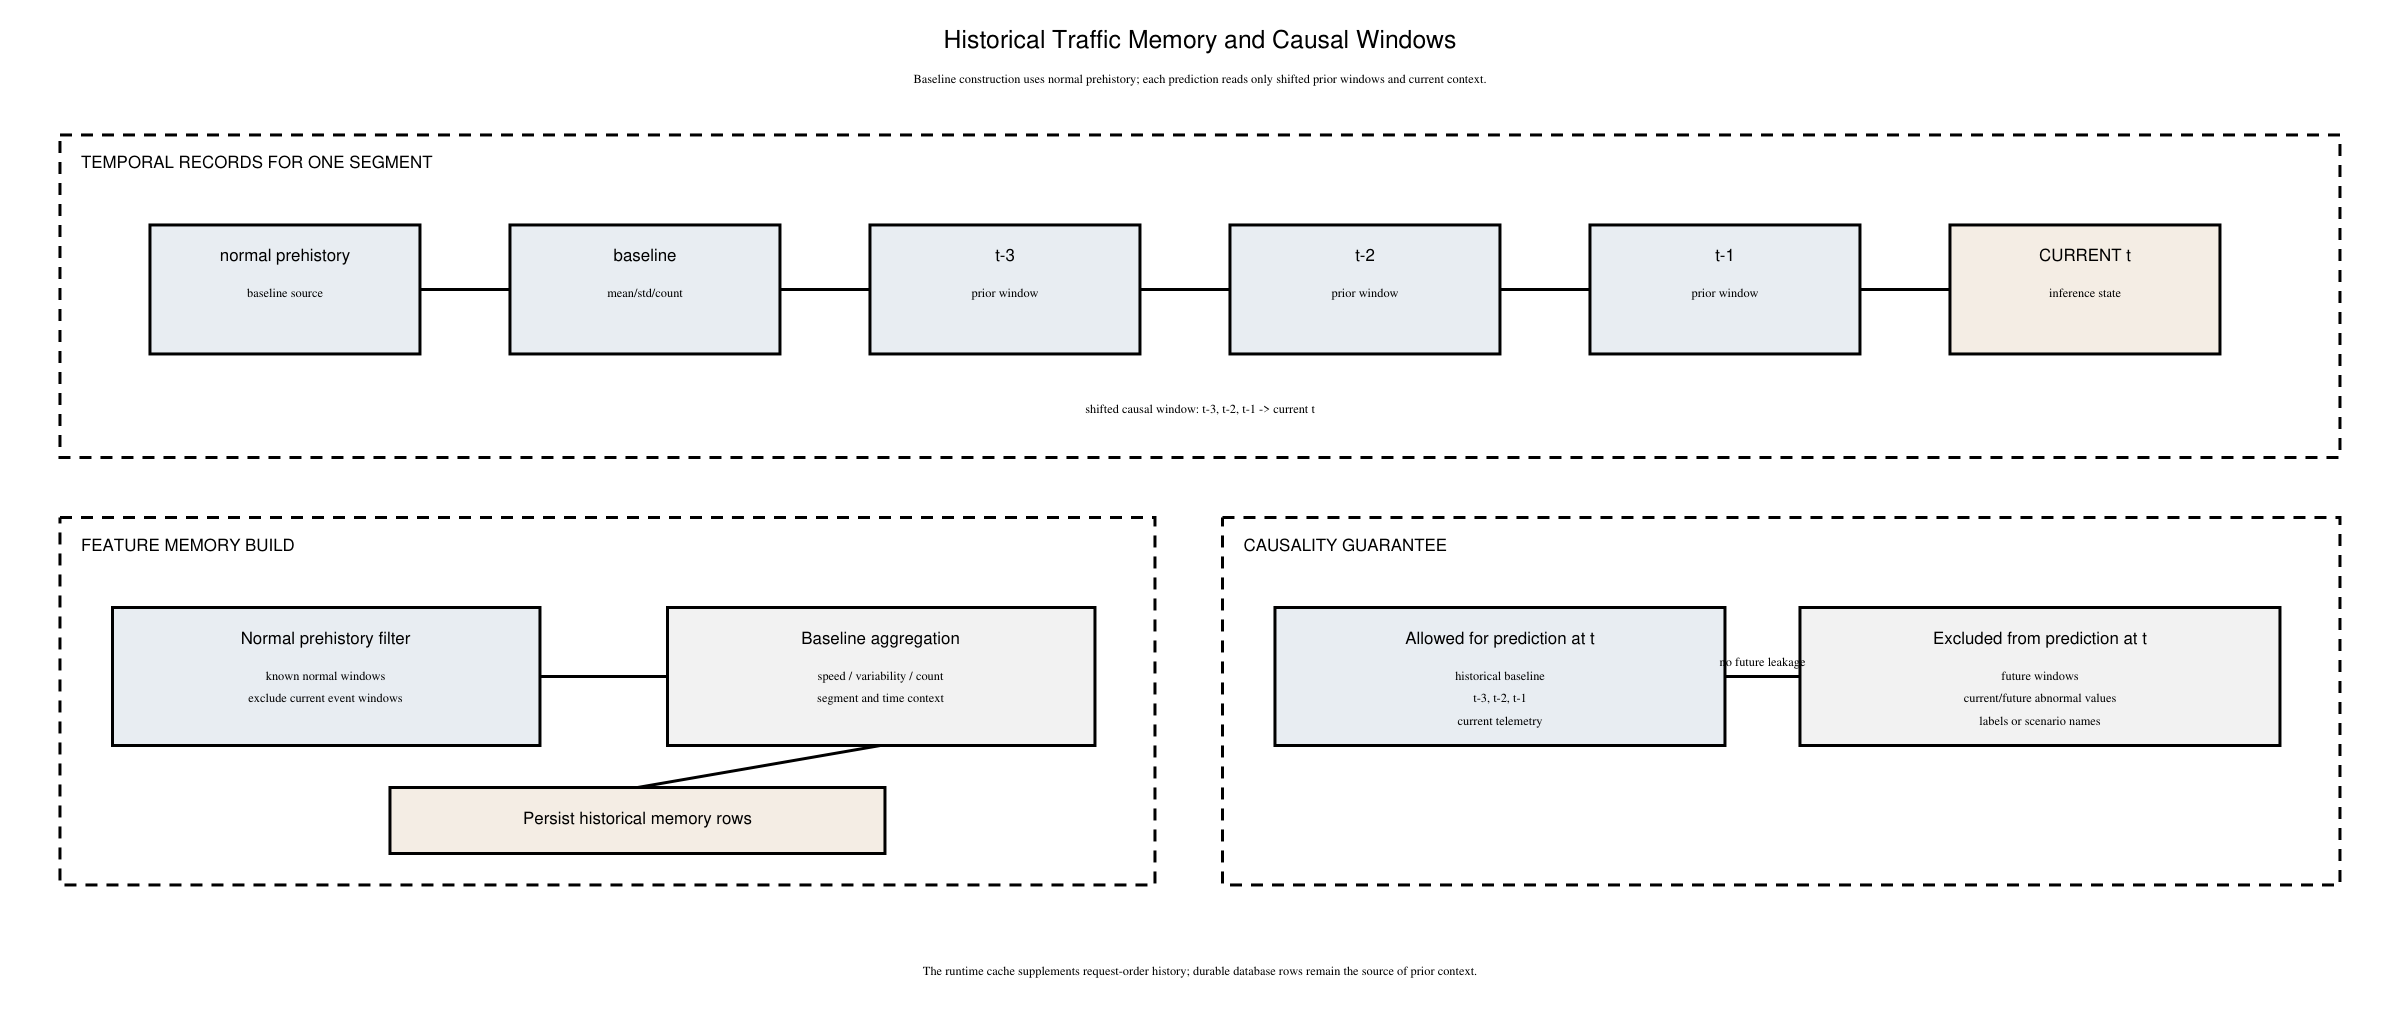 Historical Traffic Memory and Causal Windows
Baseline construction uses normal prehistory; each prediction reads only shifted prior windows and current context.
TEMPORAL RECORDS FOR ONE SEGMENT
normal prehistory
baseline source
baseline
mean/std/count
t-3
prior window
t-2
prior window
t-1
prior window
CURRENT t
inference state
shifted causal window: t-3, t-2, t-1 -> current t
FEATURE MEMORY BUILD
Normal prehistory filter
known normal windows
exclude current event windows
Baseline aggregation
speed / variability / count
segment and time context
Persist historical memory rows
CAUSALITY GUARANTEE
Allowed for prediction at t
historical baseline
t-3, t-2, t-1
current telemetry
no future leakage
Excluded from prediction at t
future windows
current/future abnormal values
labels or scenario names
The runtime cache supplements request-order history; durable database rows remain the source of prior context.